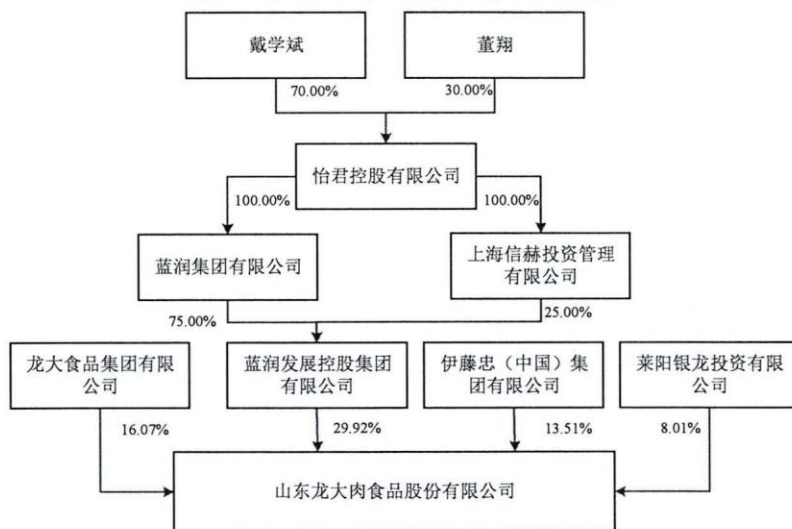 戴学斌
董翔
70.00%
30.00%
怡君控股有限公司
100.00%
100.00%
蓝润集团有限公司
上海信赫投资管理
有限公司
75.00%
25.00%
龙大食品集团有限
公司
蓝润发展控股集团
有限公司
伊藤忠（中国）集
团有限公司
莱阳银龙投资有限
公司
16.07%
29.92%
13.51%
8.01%
山东龙大肉食品股份有限公司